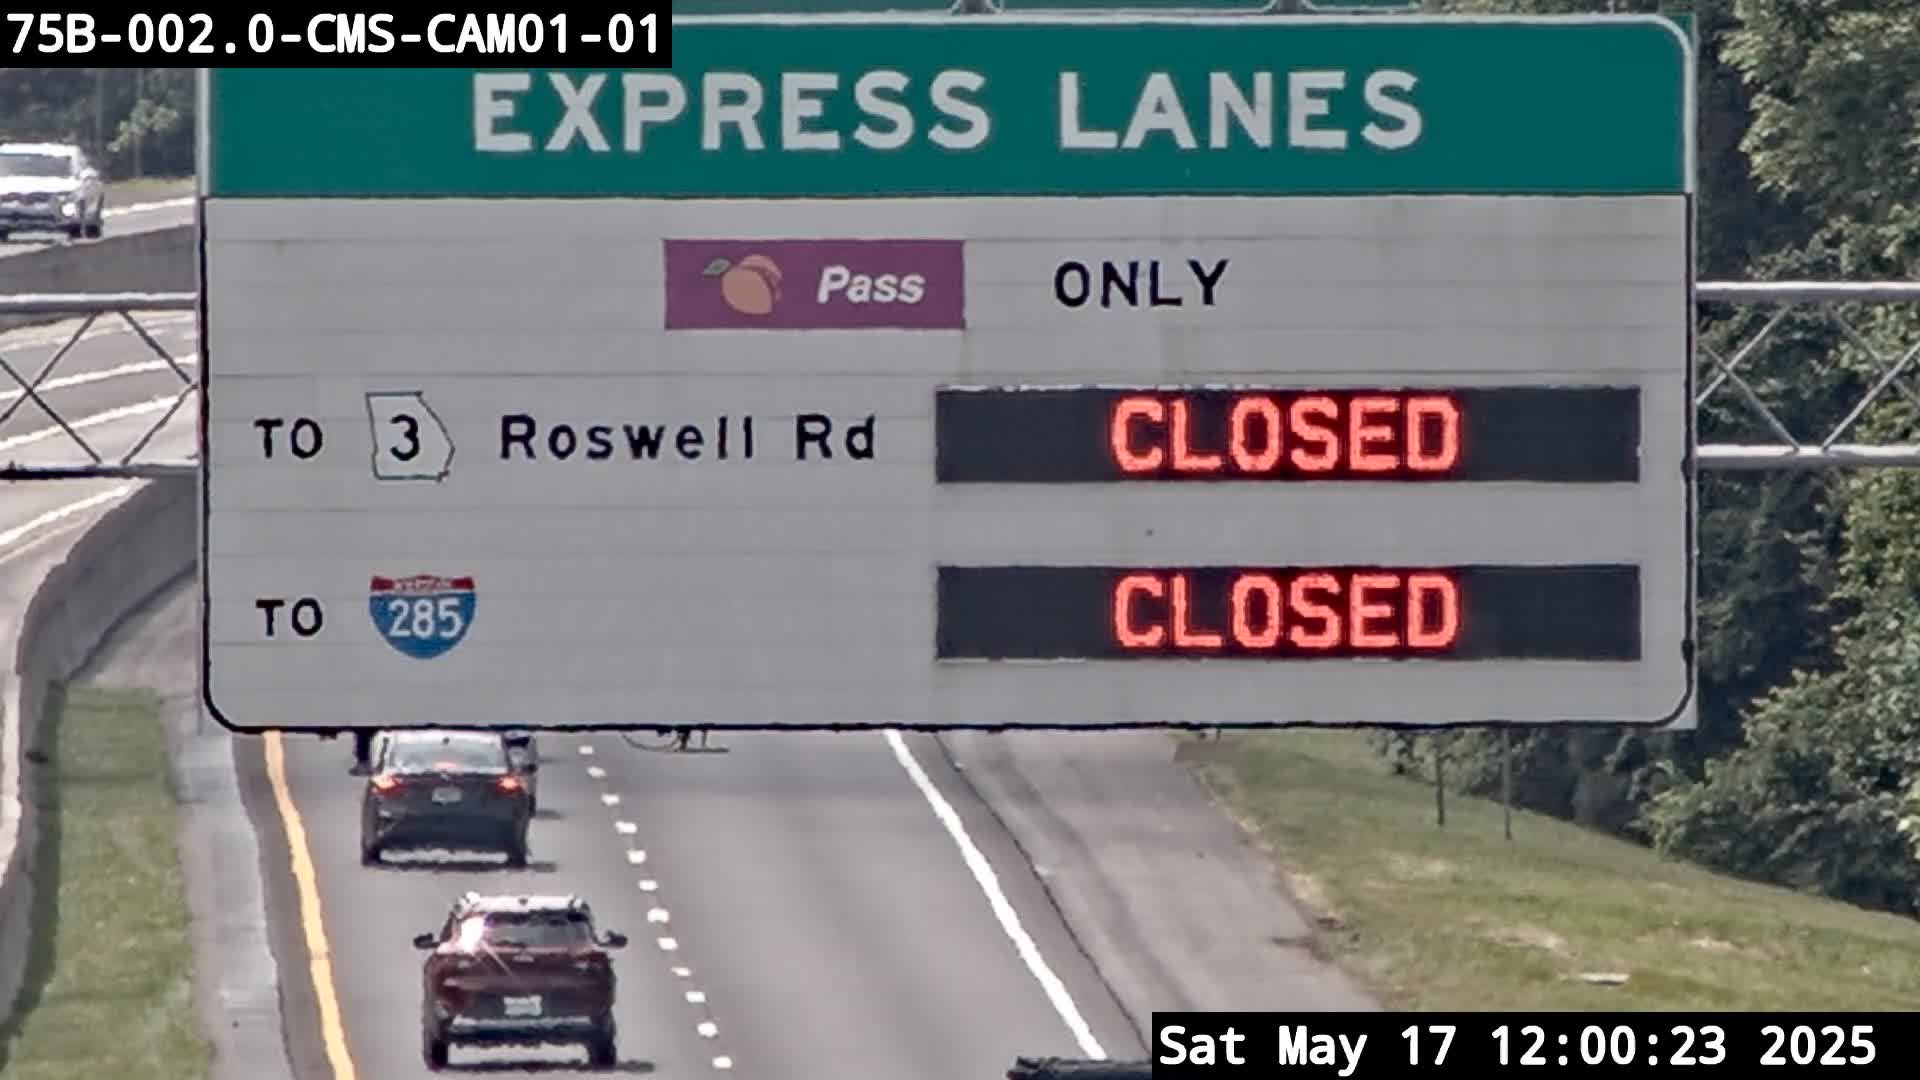 75B-002.0-CMS-CAM01-01
EXPRESS LANES
Pass ONLY
TO 3 Roswell Rd CLOSED
TO 285 CLOSED
Sat May 17 12:00:23 2025